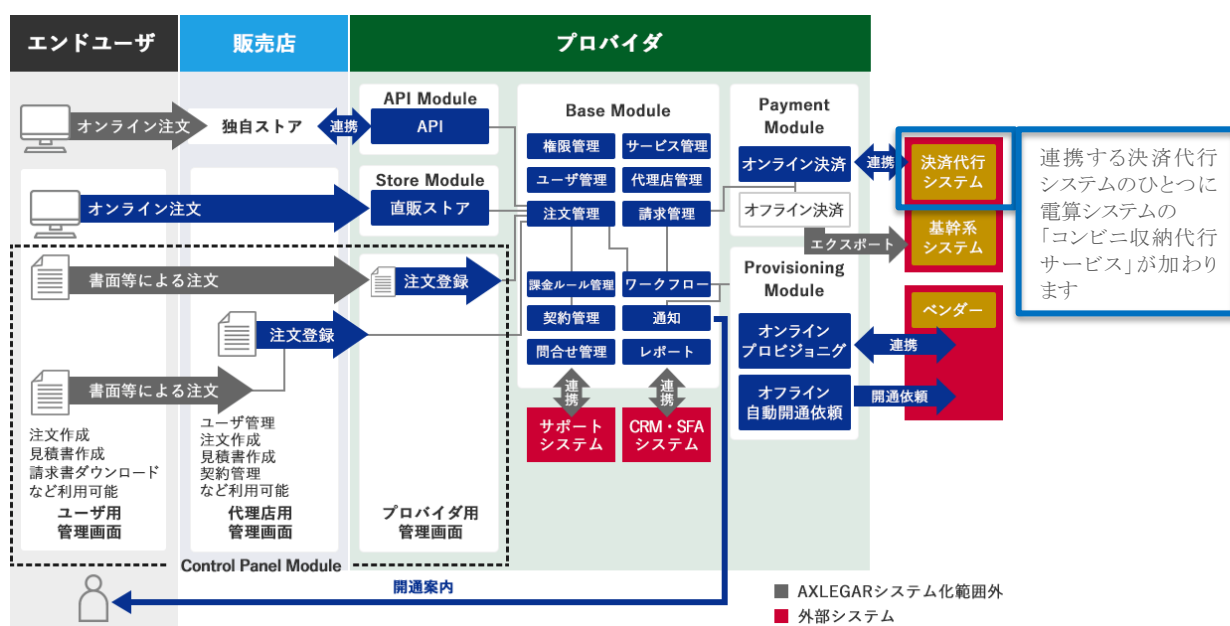 エンドユーザ
販売店
プロバイダ
オンライン注文
独自ストア
連携
API Module
API
Store Module
直販ストア
オンライン注文
書面等による注文
注文登録
注文登録
書面等による注文
注文作成
見積書作成
請求書ダウンロード
など利用可能
ユーザ用
管理画面
ユーザ管理
注文作成
見積書作成
契約管理
など利用可能
代理店用
管理画面
プロバイダ用
管理画面
Control Panel Module
Base Module
権限管理
サービス管理
ユーザ管理
代理店管理
注文管理
請求管理
課金ルール管理
ワークフロー
契約管理
通知
問合せ管理
レポート
連携
連携
サポート
システム
CRM・SFA
システム
Payment
Module
オンライン決済
オフライン決済
連携
エクスポート
Provisioning
Module
オンライン
プロビジョニング
オフライン
自動開通依頼
連携
開通依頼
決済代行
システム
基幹系
システム
ベンダー
連携する決済代行
システムのひとつに
電算システムの
「コンビニ収納代行
サービス」が加わり
ます
開通案内
AXLEGARシステム化範囲外
外部システム